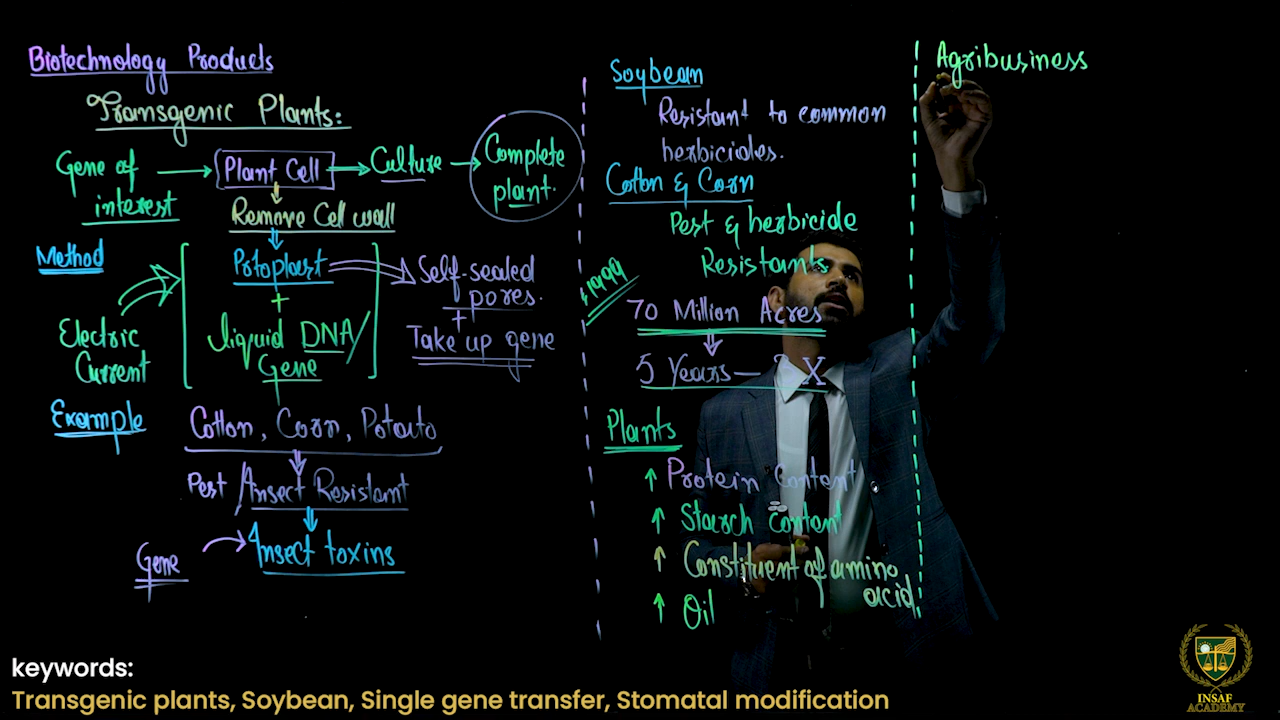 Biotechnology Products
Transgenic Plants:
Gene of interest
Plant Cell
Culture
Complete plant.
Remove Cell wall
Method
Protoplast
+
liquid DNA/
Gene
Electric
Current
Self-sealed
pores.
+
Take up gene
Example
Cotton, Corn, Potato
Pest/Insect Resistant
Gene
Insect toxins
Soybean
Resistant to common
herbicides.
Cotton & Corn
Pest & herbicide
Resistants
1999
70 Million Acres
5 Years— X
Plants
↑ Protein Content
↑ Starch content
↑ Constituent of amino
acid
↑ Oil
Agribusiness
keywords:
Transgenic plants, Soybean, Single gene transfer, Stomatal modification
INSAF
ACADEMY